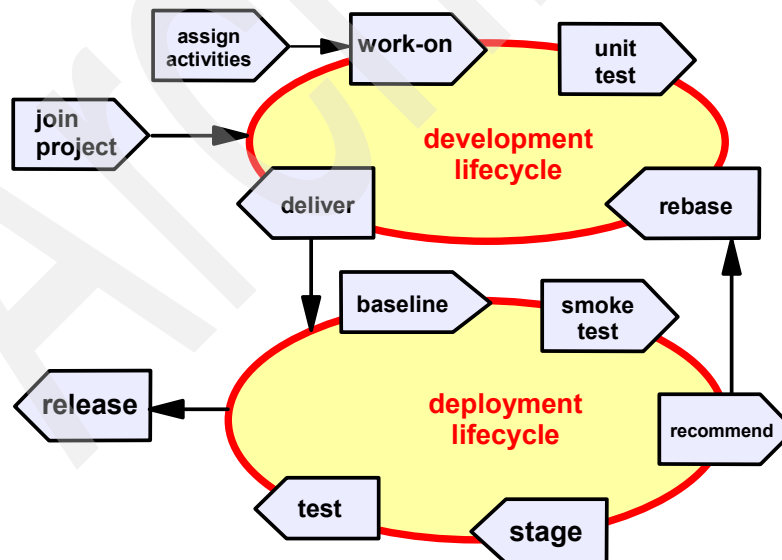 assign
activities
work-on
unit
test
join
project
development
lifecycle
deliver
rebase
baseline
smoke
test
release
deployment
lifecycle
recommend
test
stage